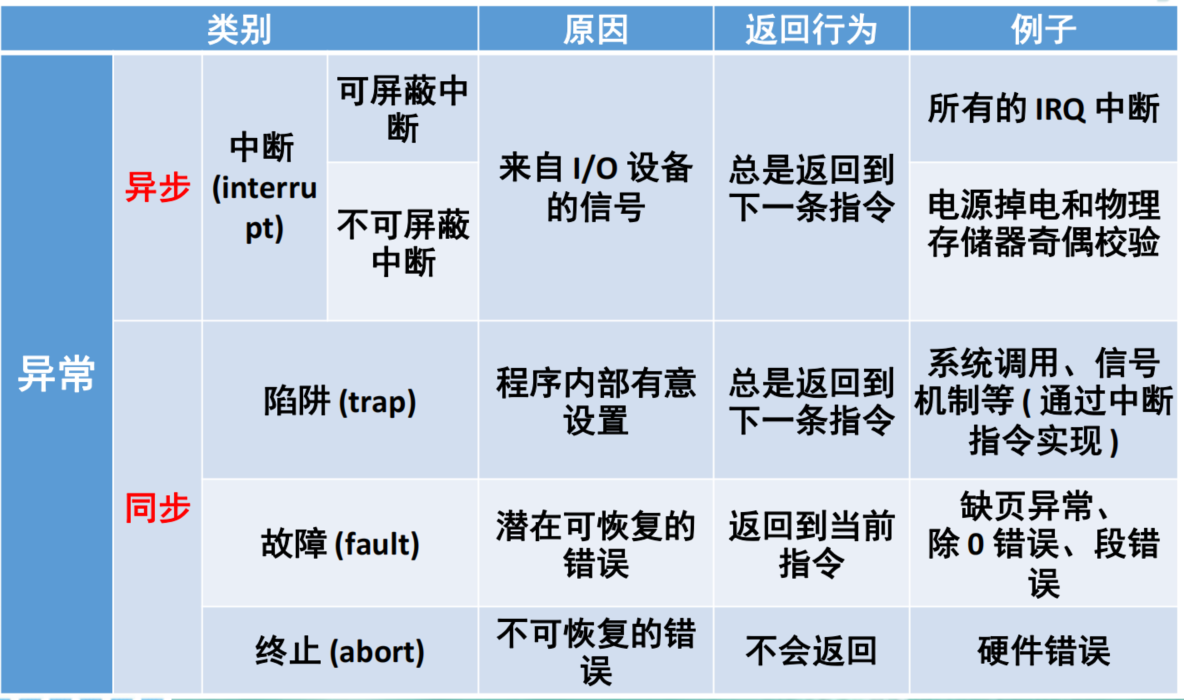 类别
原因
返回行为
例子
异常
异步
中断
(interru
pt)
可屏蔽中
断
不可屏蔽
中断
来自 I/O 设备
的信号
总是返回到
下一条指令
所有的 IRQ 中断
电源掉电和物理
存储器奇偶校验
同步
陷阱 (trap)
程序内部有意
设置
总是返回到
下一条指令
系统调用、信号
机制等 ( 通过中断
指令实现 )
故障 (fault)
潜在可恢复的
错误
返回到当前
指令
缺页异常、
除 0 错误、段错
误
终止 (abort)
不可恢复的错
误
不会返回
硬件错误